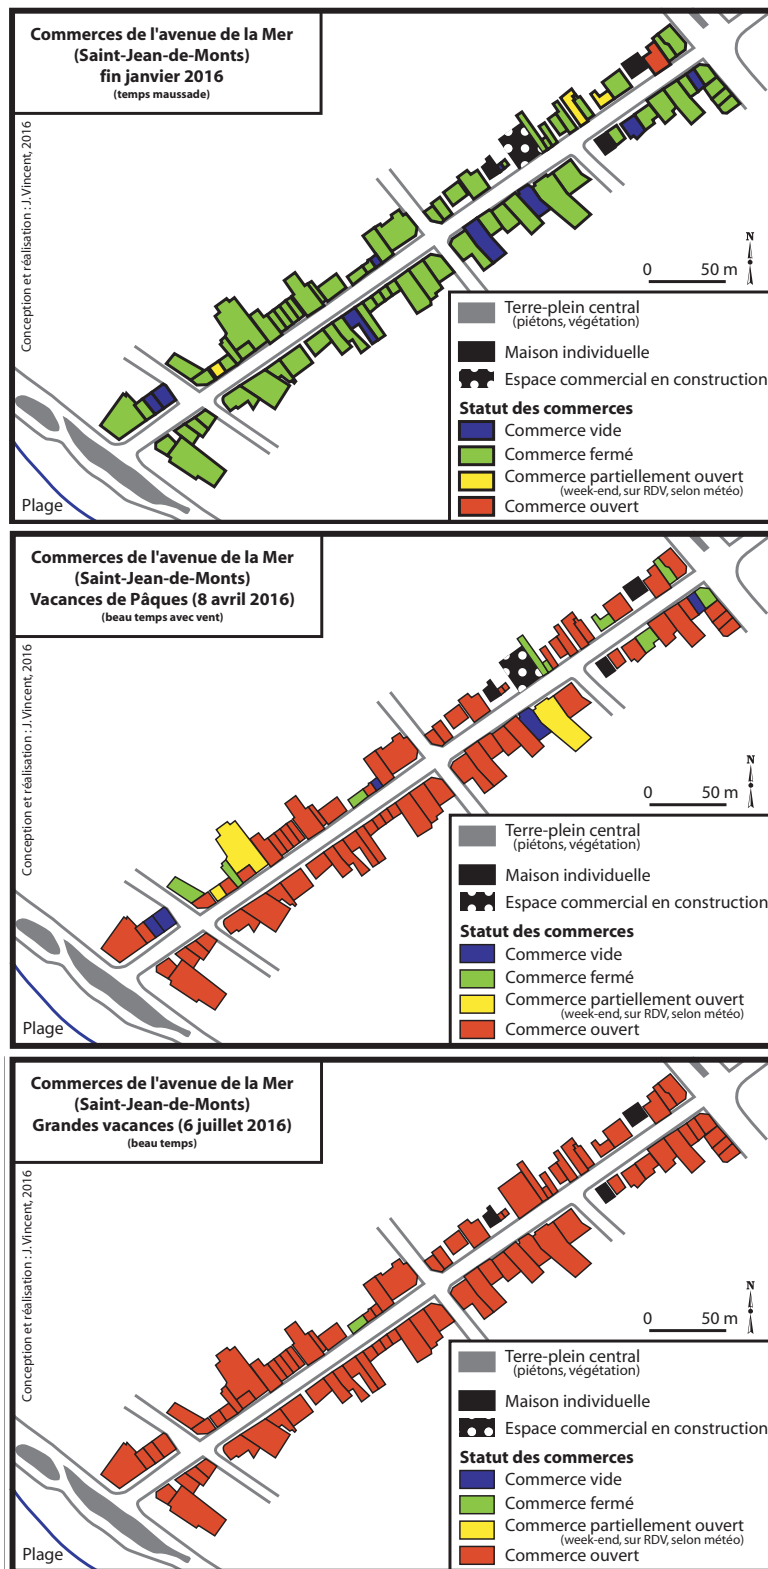 Commerces de l'avenue de la Mer
(Saint-Jean-de-Monts)
fin janvier 2016
(temps maussade)
Conception et réalisation : J.Vincent, 2016
N
0 50 m
Terre-plein central
(piétons, végétation)
Maison individuelle
Espace commercial en construction
Statut des commerces
Commerce vide
Commerce fermé
Commerce partiellement ouvert
(week-end, sur RDV, selon météo)
Commerce ouvert
Plage
Commerces de l'avenue de la Mer
(Saint-Jean-de-Monts)
Vacances de Pâques (8 avril 2016)
(beau temps avec vent)
Conception et réalisation : J.Vincent, 2016
N
0 50 m
Terre-plein central
(piétons, végétation)
Maison individuelle
Espace commercial en construction
Statut des commerces
Commerce vide
Commerce fermé
Commerce partiellement ouvert
(week-end, sur RDV, selon météo)
Commerce ouvert
Plage
Commerces de l'avenue de la Mer
(Saint-Jean-de-Monts)
Grandes vacances (6 juillet 2016)
(beau temps)
Conception et réalisation : J.Vincent, 2016
N
0 50 m
Terre-plein central
(piétons, végétation)
Maison individuelle
Espace commercial en construction
Statut des commerces
Commerce vide
Commerce fermé
Commerce partiellement ouvert
(week-end, sur RDV, selon météo)
Commerce ouvert
Plage